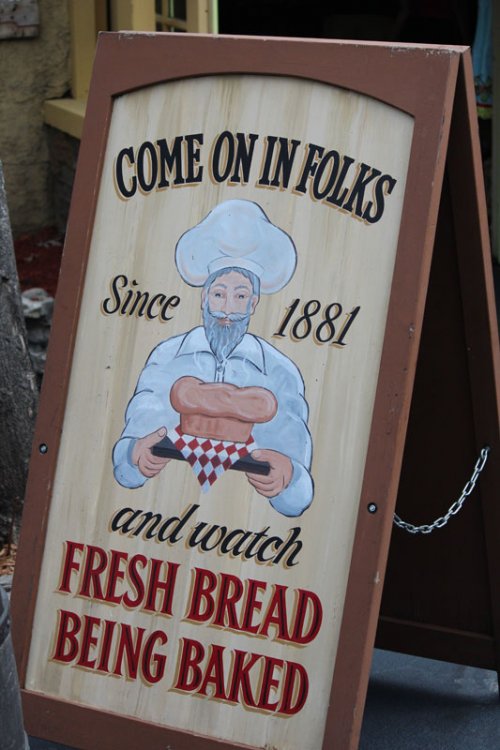 COME ON IN FOLKS
Since 1881
and watch
FRESH BREAD
BEING BAKED